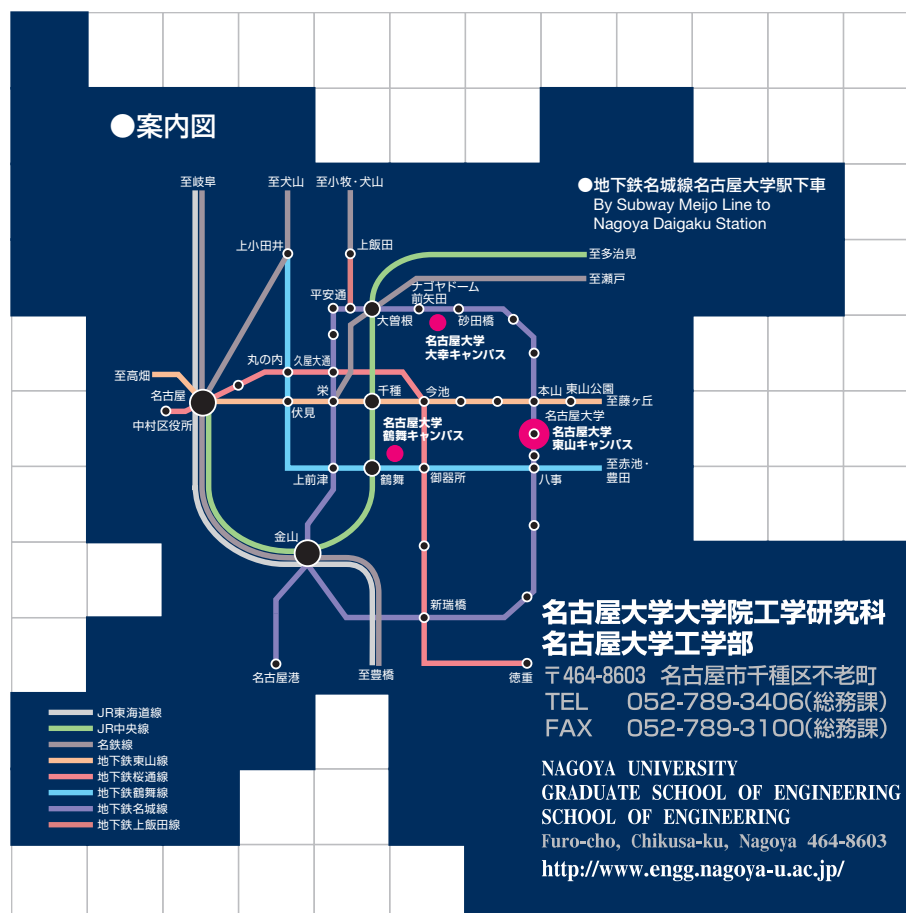 ●案内図
至岐阜
至犬山
至小牧・犬山
●地下鉄名城線名古屋大学駅下車
By Subway Meijo Line to
Nagoya Daigaku Station
上小田井
上飯田
至多治見
至瀬戸
平安通
ナゴヤドーム
前矢田
大曽根
砂田橋
名古屋大学
大幸キャンパス
丸の内
久屋大通
至高畑
名古屋
栄
千種
今池
本山
東山公園
至藤ヶ丘
中村区役所
伏見
名古屋大学
鶴舞キャンパス
名古屋大学
名古屋大学
東山キャンパス
上前津
鶴舞
御器所
八事
至赤池・
豊田
金山
新瑞橋
名古屋港
至豊橋
徳重
JR東海道線
JR中央線
名鉄線
地下鉄東山線
地下鉄桜通線
地下鉄鶴舞線
地下鉄名城線
地下鉄上飯田線
名古屋大学大学院工学研究科
名古屋大学工学部
〒464-8603 名古屋市千種区不老町
TEL 052-789-3406(総務課)
FAX 052-789-3100(総務課)
NAGOYA UNIVERSITY
GRADUATE SCHOOL OF ENGINEERING
SCHOOL OF ENGINEERING
Furo-cho, Chikusa-ku, Nagoya 464-8603
http://www.engg.nagoya-u.ac.jp/